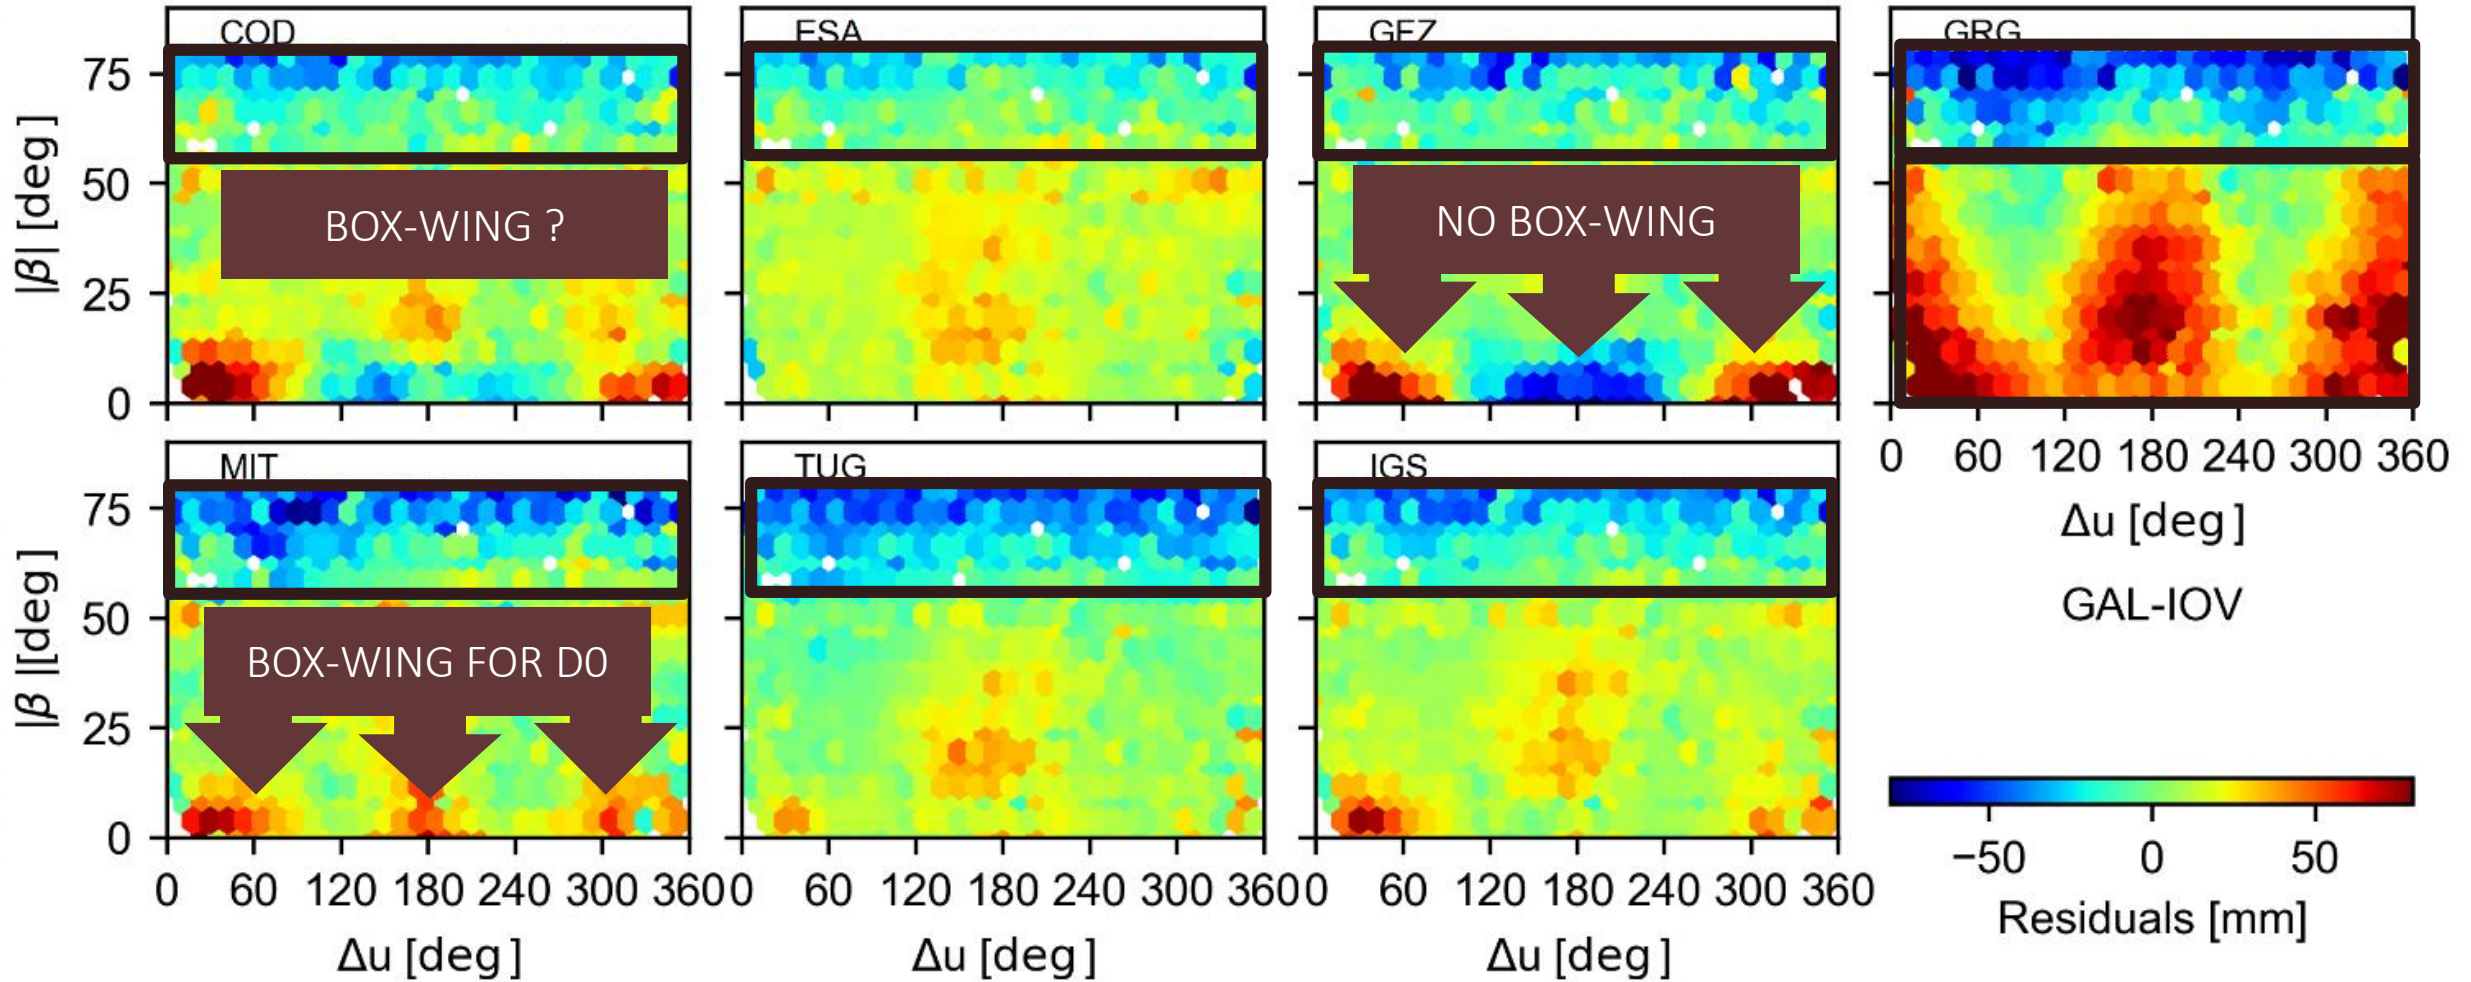 COD
ESA
GFZ
GRG
75
50
25
0
|β| [deg]
BOX-WING ?
NO BOX-WING
0 60 120 180 240 300 360
Δu [deg]
GAL-IOV
MIT
TUG
IGS
75
50
25
0
|β |[deg]
BOX-WING FOR D0
0 60 120 180 240 300 360
0 60 120 180 240 300 360
0 60 120 180 240 300 360
Δu [deg]
Δu [deg]
Δu [deg]
−50 0 50
Residuals [mm]